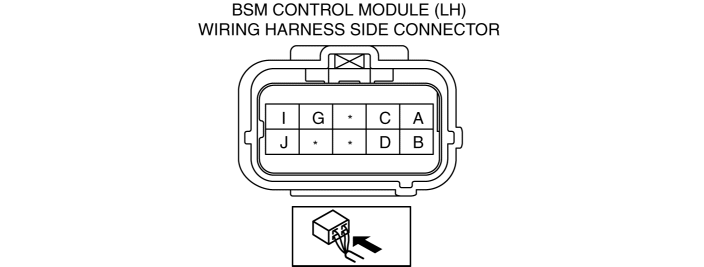 BSM CONTROL MODULE (LH)
WIRING HARNESS SIDE CONNECTOR
I G * C A
J * * D B